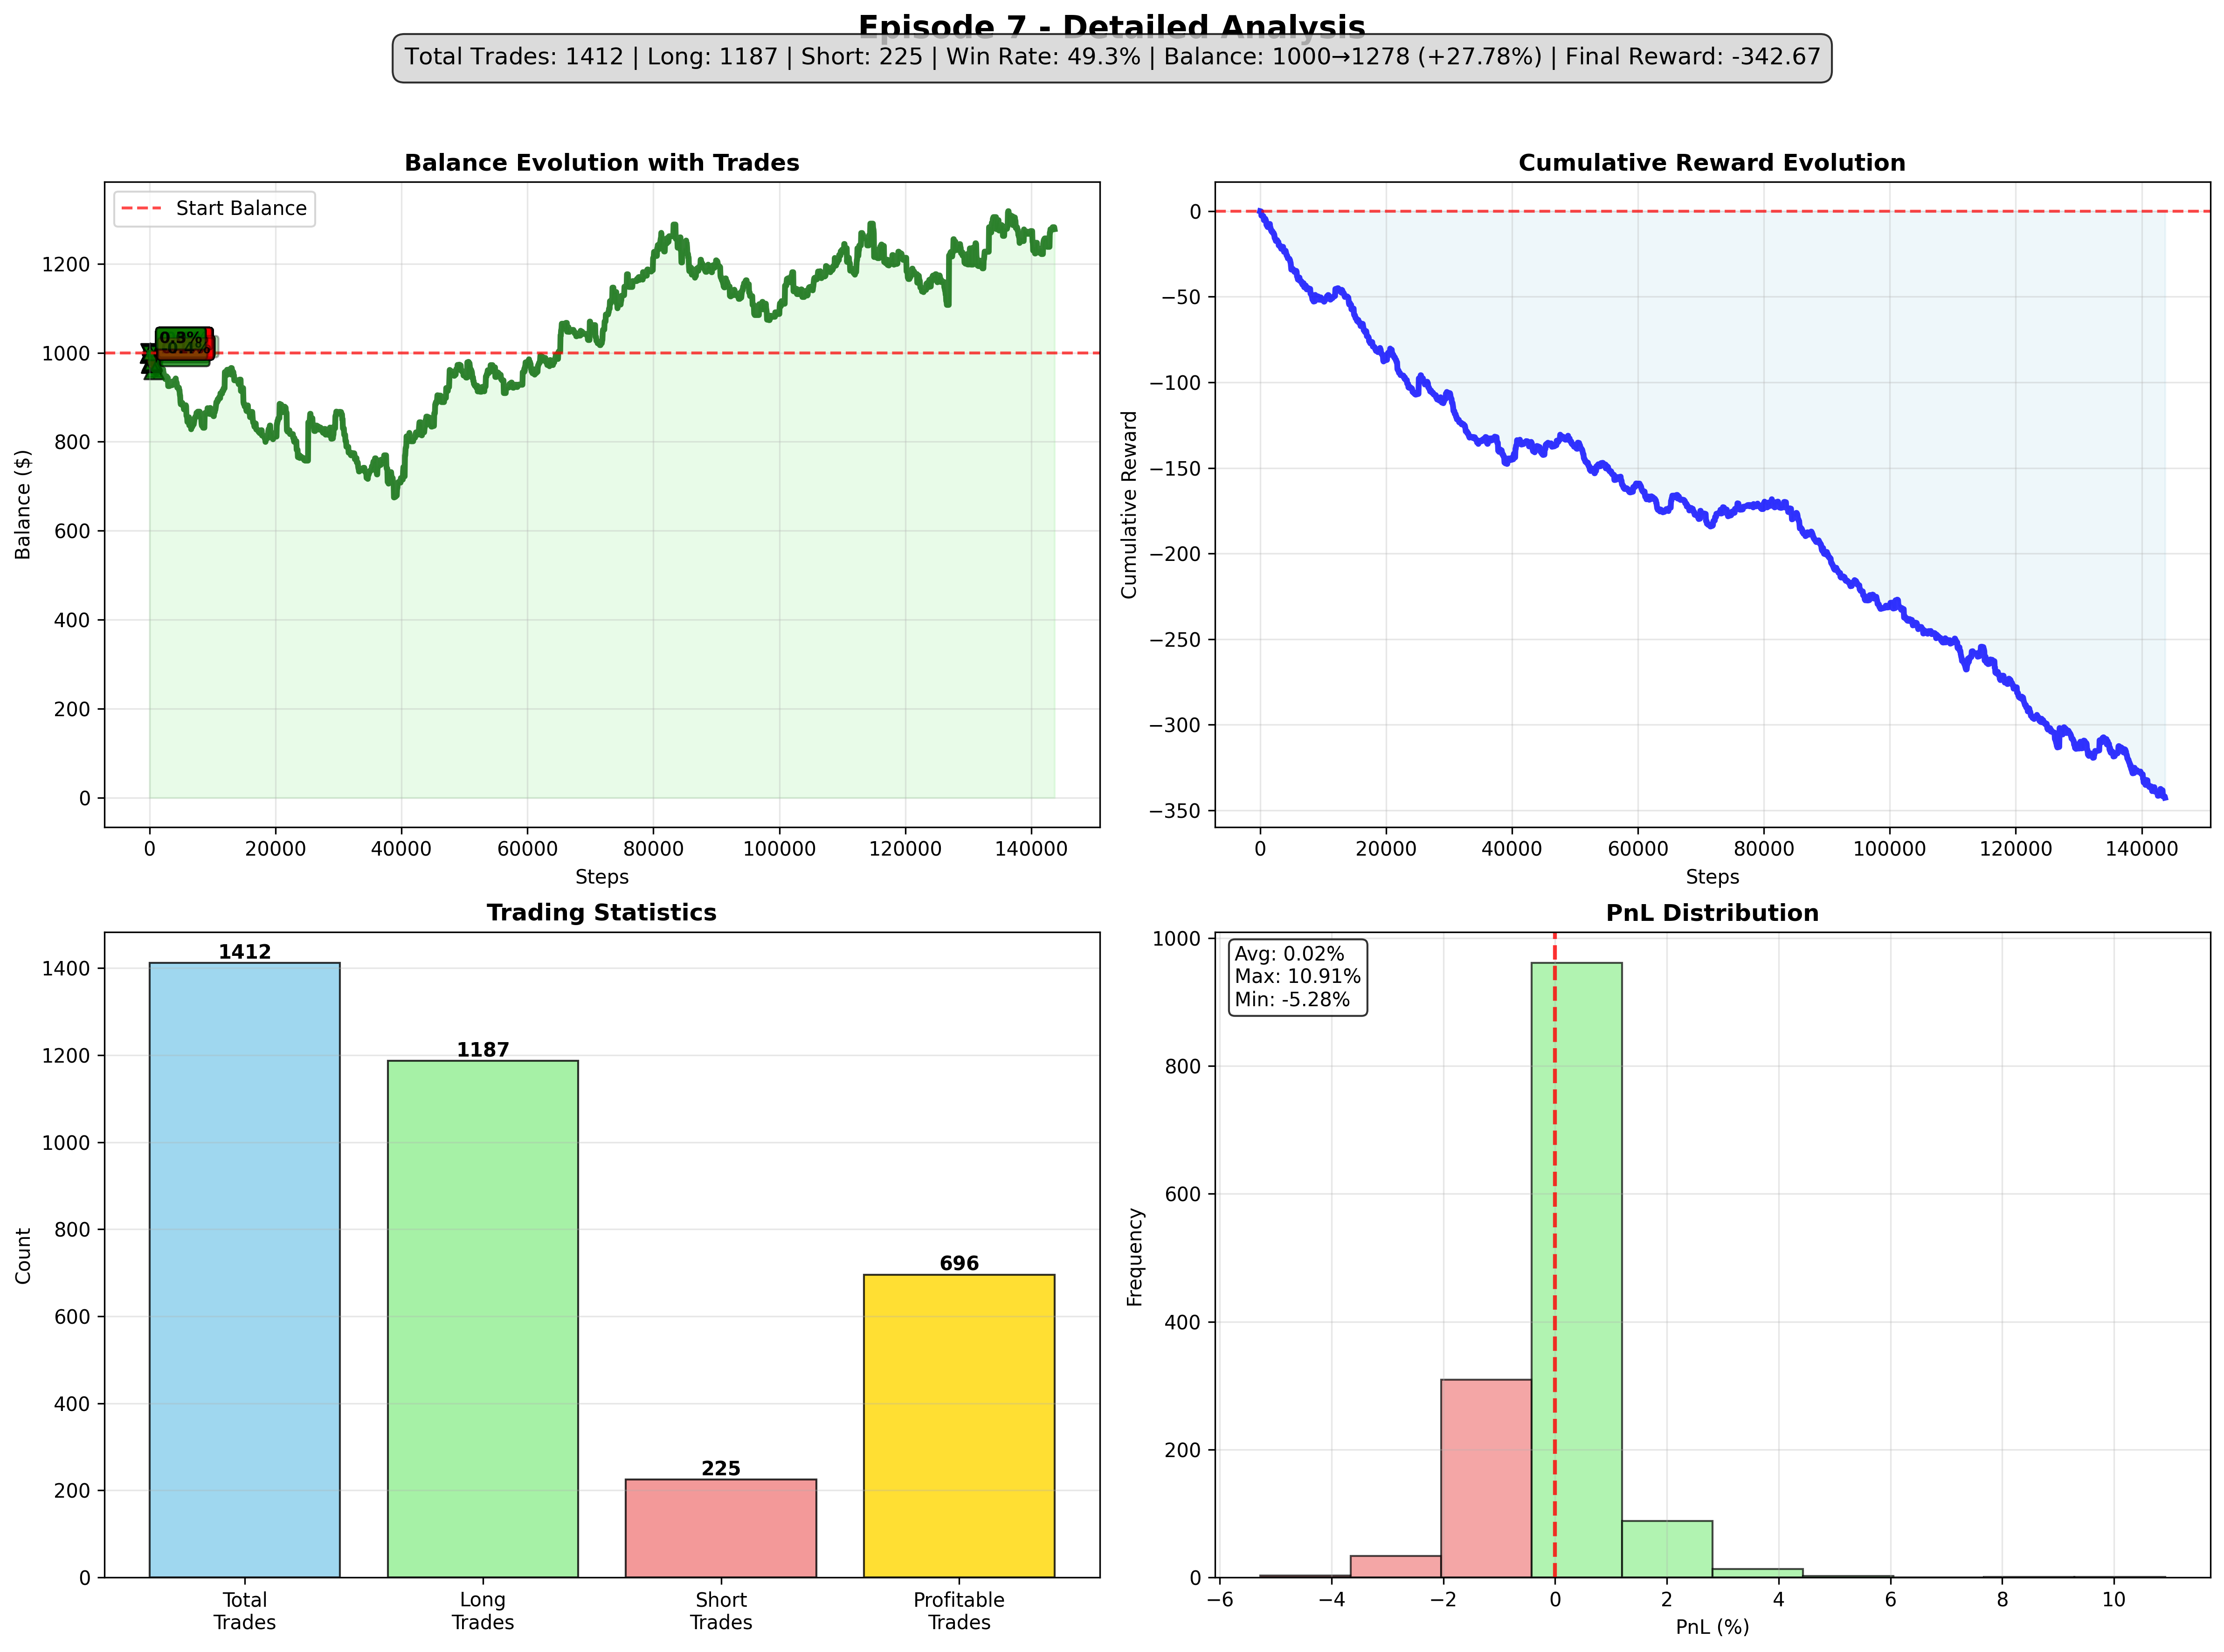 Episode 7 - Detailed Analysis
Total Trades: 1412 | Long: 1187 | Short: 225 | Win Rate: 49.3% | Balance: 1000→1278 (+27.78%) | Final Reward: -342.67
Balance Evolution with Trades
Start Balance
Balance ($)
1200
1000
800
600
400
200
0
0 20000 40000 60000 80000 100000 120000 140000
Steps
Cumulative Reward Evolution
Cumulative Reward
0
−50
−100
−150
−200
−250
−300
−350
0 20000 40000 60000 80000 100000 120000 140000
Steps
Trading Statistics
Count
1400
1200
1000
800
600
400
200
0
1412
1187
225
696
Total
Trades
Long
Trades
Short
Trades
Profitable
Trades
PnL Distribution
Avg: 0.02%
Max: 10.91%
Min: -5.28%
Frequency
1000
800
600
400
200
0
−6 −4 −2 0 2 4 6 8 10
PnL (%)